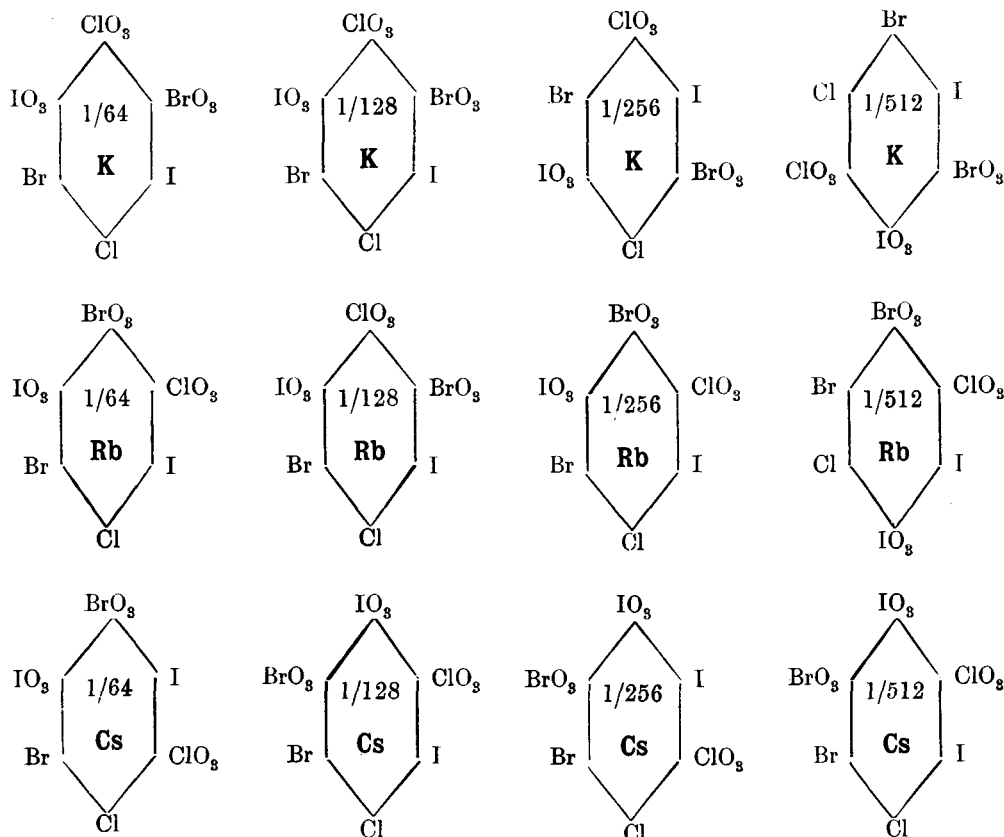 ClO₃ ClO₃ ClO₃ Br
IO₃ 1/64 BrO₃ IO₃ 1/128 BrO₃ Br 1/256 I Cl 1/512 I
Br K I Br K I IO₃ K BrO₃ ClO₃ K BrO₃
Cl Cl Cl IO₃
BrO₃ ClO₃ BrO₃ BrO₃
IO₃ 1/64 ClO₃ IO₃ 1/128 BrO₃ IO₃ 1/256 ClO₃ Br 1/512 ClO₃
Br Rb I Br Rb I Br Rb I Cl Rb I
Cl Cl Cl IO₃
BrO₃ IO₃ IO₃ IO₃
IO₃ 1/64 I BrO₃ 1/128 ClO₃ BrO₃ 1/256 I BrO₃ 1/512 ClO₃
Br Cs ClO₃ Br Cs I Br Cs ClO₃ Br Cs I
Cl Cl Cl Cl